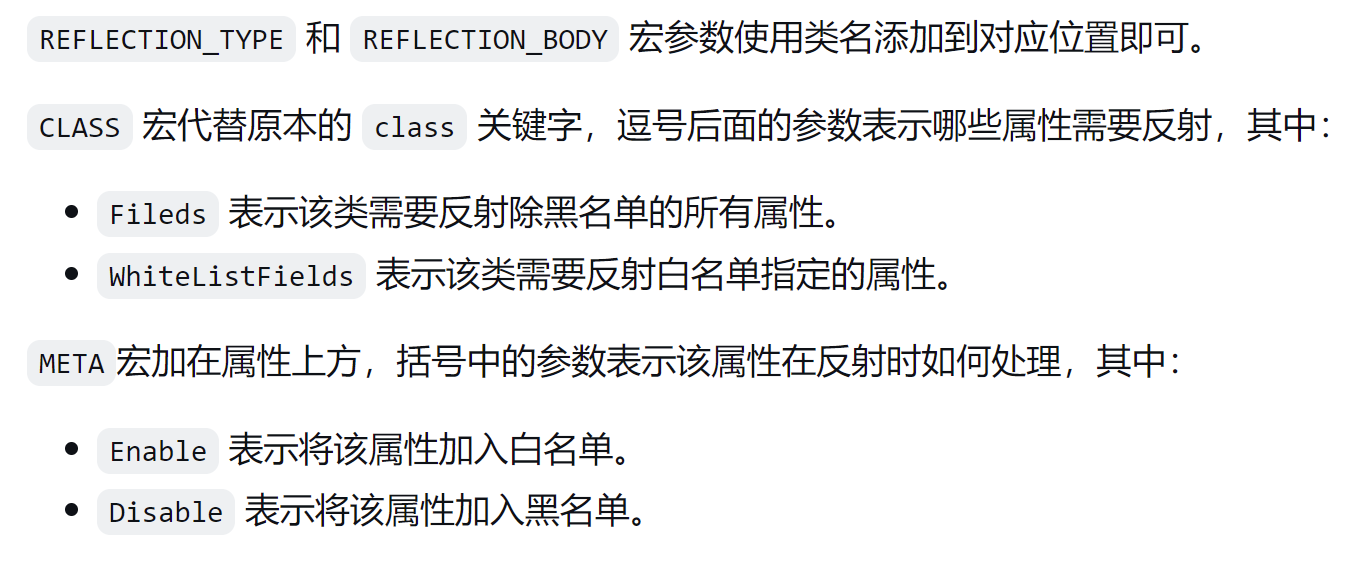 REFLECTION_TYPE 和 REFLECTION_BODY 宏参数使用类名添加到对应位置即可。
CLASS 宏代替原本的 class 关键字，逗号后面的参数表示哪些属性需要反射，其中：
• Fileds 表示该类需要反射除黑名单的所有属性。
• WhiteListFields 表示该类需要反射白名单指定的属性。
META宏加在属性上方，括号中的参数表示该属性在反射时如何处理，其中：
• Enable 表示将该属性加入白名单。
• Disable 表示将该属性加入黑名单。